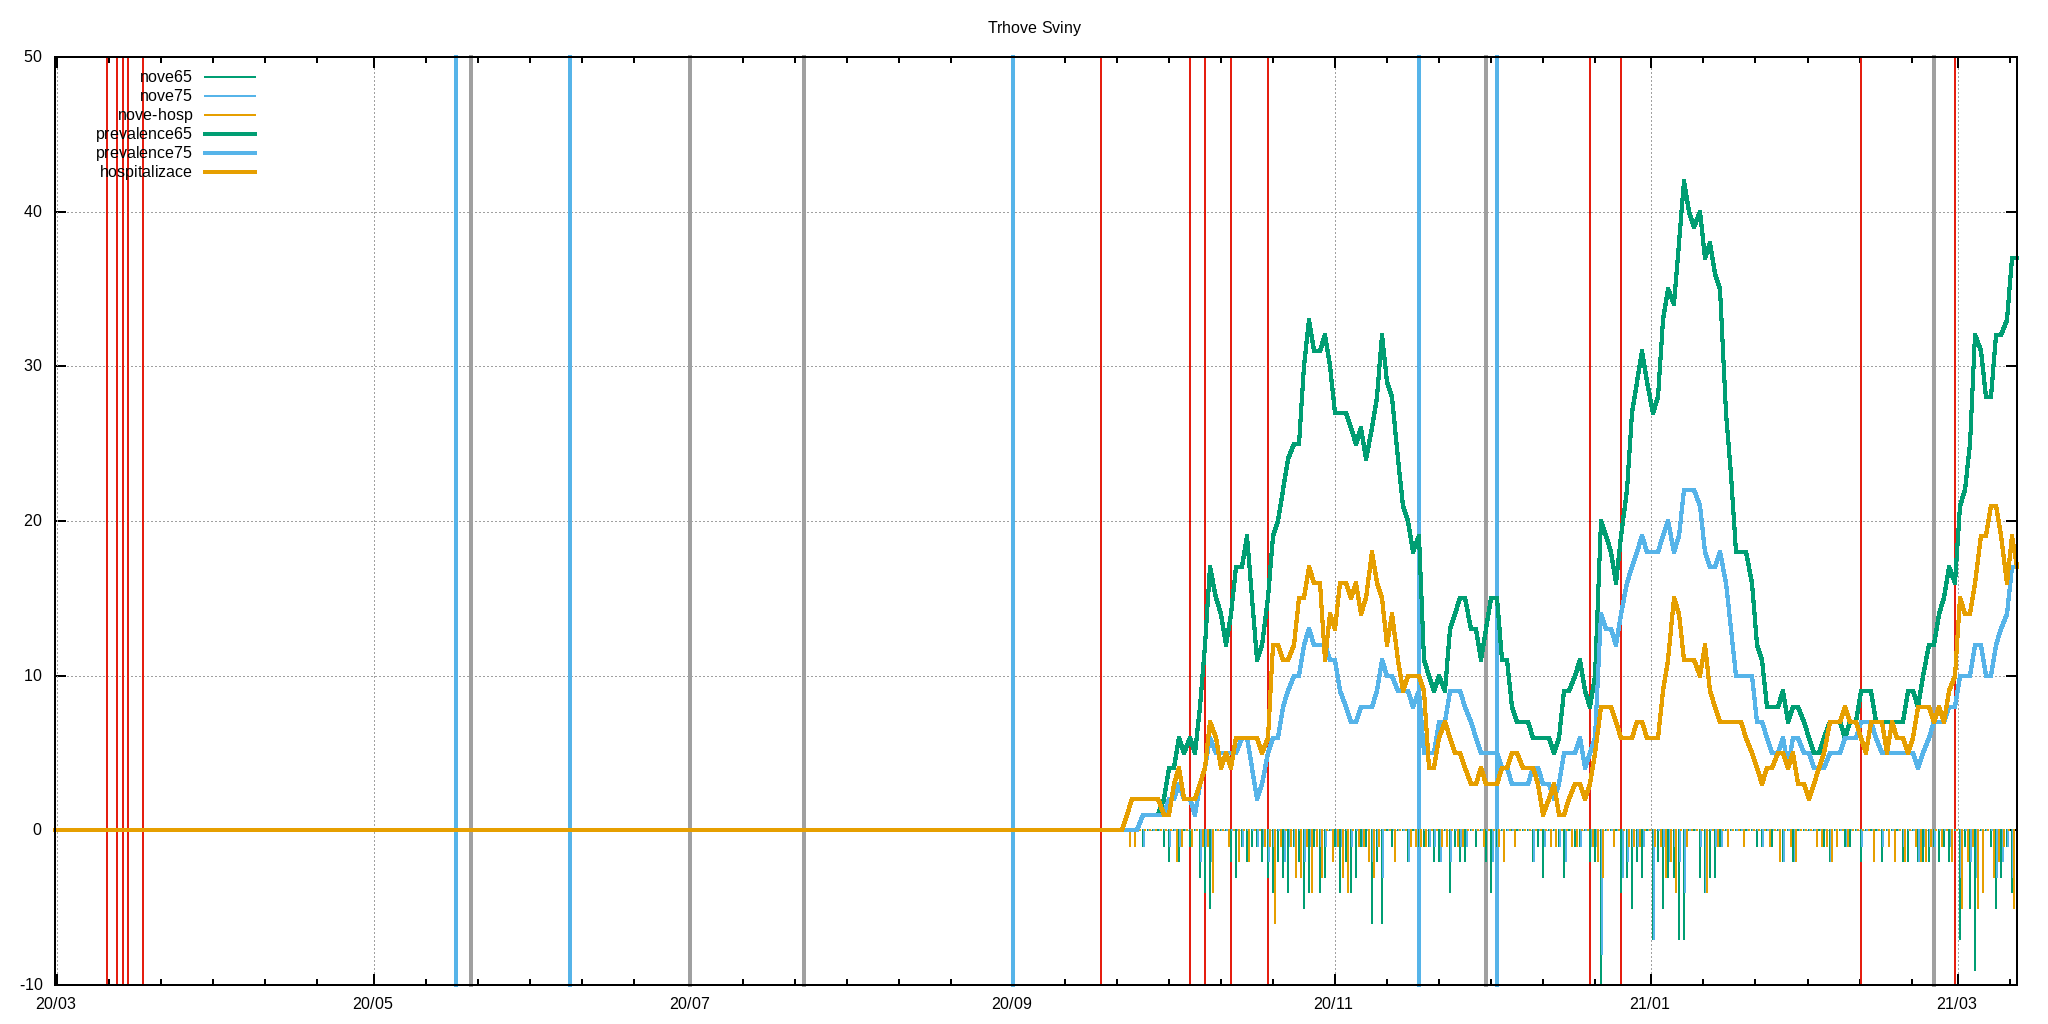 Trhove Sviny
50
nove65
nove75
nove-hosp
prevalence65
prevalence75
hospitalizace
40
30
20
10
0
-10
20/03 20/05 20/07 20/09 20/11 21/01 21/03